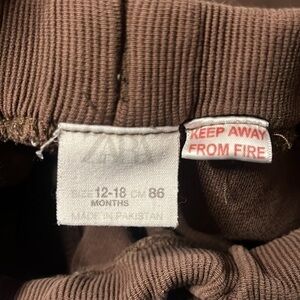 ZARA
SIZE 12-18 CM 86
MONTHS
MADE IN PAKISTAN
KEEP AWAY
FROM FIRE